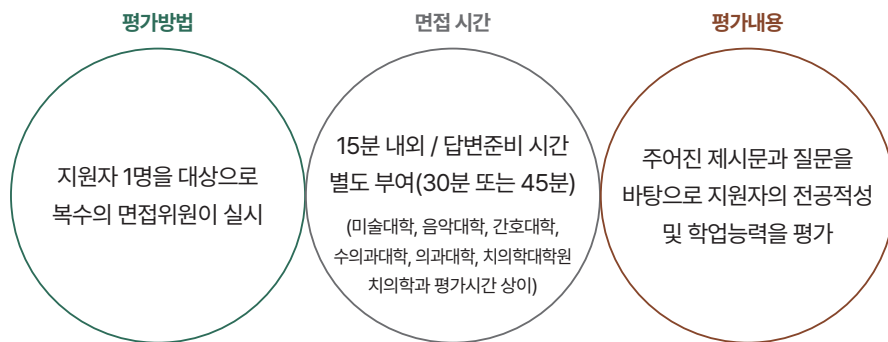 평가방법
지원자 1명을 대상으로
복수의 면접위원이 실시
면접 시간
15분 내외 / 답변준비 시간
별도 부여(30분 또는 45분)
(미술대학, 음악대학, 간호대학,
수의과대학, 의과대학, 치의학대학원
치의학과 평가시간 상이)
평가내용
주어진 제시문과 질문을
바탕으로 지원자의 전공적성
및 학업능력을 평가